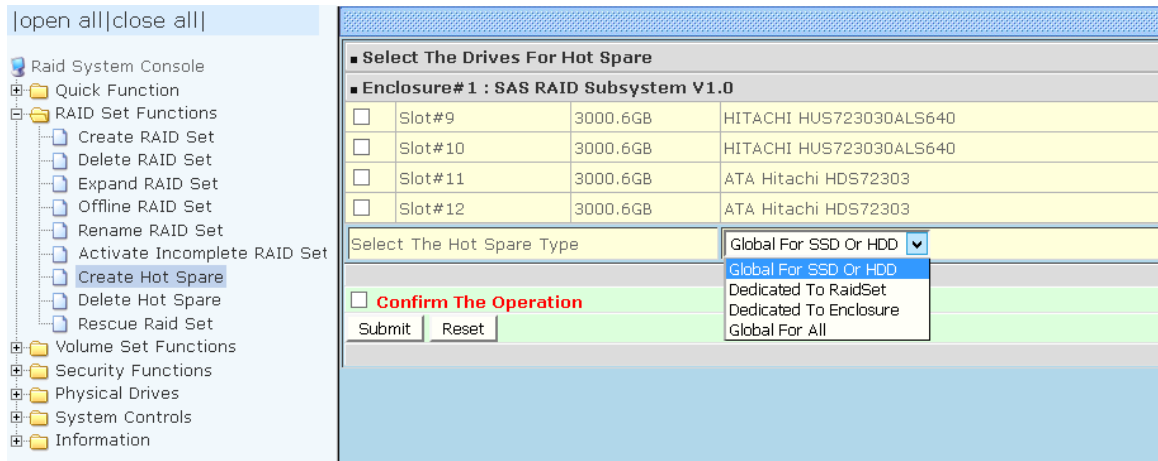 |open all|close all|
Raid System Console
Quick Function
RAID Set Functions
Create RAID Set
Delete RAID Set
Expand RAID Set
Offline RAID Set
Rename RAID Set
Activate Incomplete RAID Set
Create Hot Spare
Delete Hot Spare
Rescue Raid Set
Volume Set Functions
Security Functions
Physical Drives
System Controls
Information
Select The Drives For Hot Spare
Enclosure#1 : SAS RAID Subsystem V1.0
Slot#9 3000.6GB HITACHI HUS723030ALS640
Slot#10 3000.6GB HITACHI HUS723030ALS640
Slot#11 3000.6GB ATA Hitachi HDS72303
Slot#12 3000.6GB ATA Hitachi HDS72303
Select The Hot Spare Type Global For SSD Or HDD
Global For SSD Or HDD
Dedicated To RaidSet
Dedicated To Enclosure
Global For All
Confirm The Operation
Submit Reset